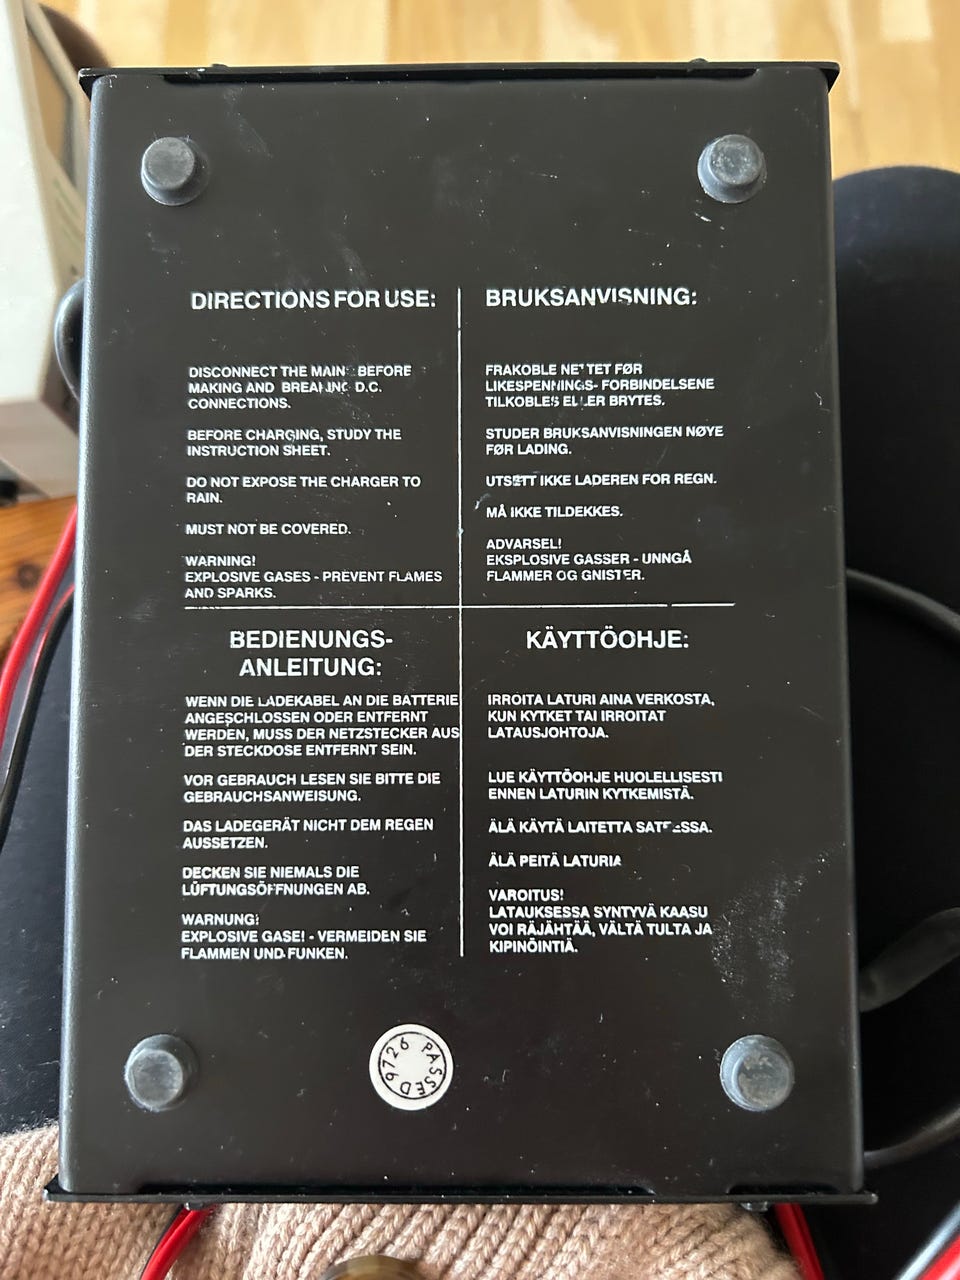 DIRECTIONS FOR USE:
DISCONNECT THE MAIN BEFORE
MAKING AND BREAKING D.C.
CONNECTIONS.
BEFORE CHARGING, STUDY THE
INSTRUCTION SHEET.
DO NOT EXPOSE THE CHARGER TO
RAIN.
MUST NOT BE COVERED.
WARNING!
EXPLOSIVE GASES - PREVENT FLAMES
AND SPARKS.
BRUKSANVISNING:
FRAKOBLE NETTET FØR
LIKESPENNINGS- FORBINDELSENE
TILKOBLES ELLER BRYTES.
STUDER BRUKSANVISNINGEN NØYE
FØR LADING.
UTSETT IKKE LADEREN FOR REGN.
MÅ IKKE TILDEKKES.
ADVARSEL!
EKSPLOSIVE GASSER - UNNGÅ
FLAMMER OG GNISTER.
BEDIENUNGS-
ANLEITUNG:
WENN DIE LADEKABEL AN DIE BATTERIE
ANGESCHLOSSEN ODER ENTFERNT
WERDEN, MUSS DER NETZSTECKER AUS
DER STECKDOSE ENTFERNT SEIN.
VOR GEBRAUCH LESEN SIE BITTE DIE
GEBRAUCHSANWEISUNG.
DAS LADEGERÄT NICHT DEM REGEN
AUSSETZEN.
DECKEN SIE NIEMALS DIE
LÜFTUNGSÖFFNUNGEN AB.
WARNUNG!
EXPLOSIVE GASE! - VERMEIDEN SIE
FLAMMEN UND FUNKEN.
KÄYTTÖOHJE:
IRROITA LATURI AINA VERKOSTA,
KUN KYTKET TAI IRROITAT
LATAUSJOHTOJA.
LUE KÄYTTÖOHJE HUOLELLISESTI
ENNEN LATURIN KYTKEMISTÄ.
ÄLÄ KÄYTÄ LAITETTA SATEESSA.
ÄLÄ PEITÄ LATURIA
VAROITUS!
LATAUKSESSA SYNTYVÄ KAASU
VOI RÄJÄHTÄÄ, VÄLTÄ TULTA JA
KIPINÖINTIÄ.
PASSED 9726